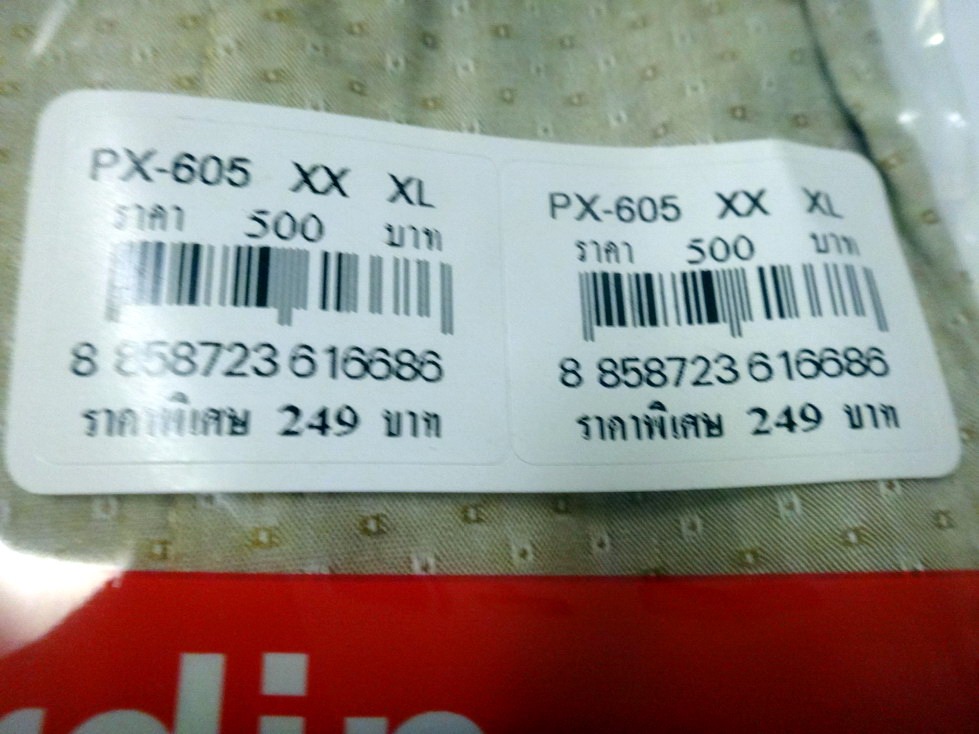 PX-605 XX XL
ราคา 500 บาท
8 858723 616686
ราคาพิเศษ 249 บาท
PX-605 XX XL
ราคา 500 บาท
8 858723 616686
ราคาพิเศษ 249 บาท